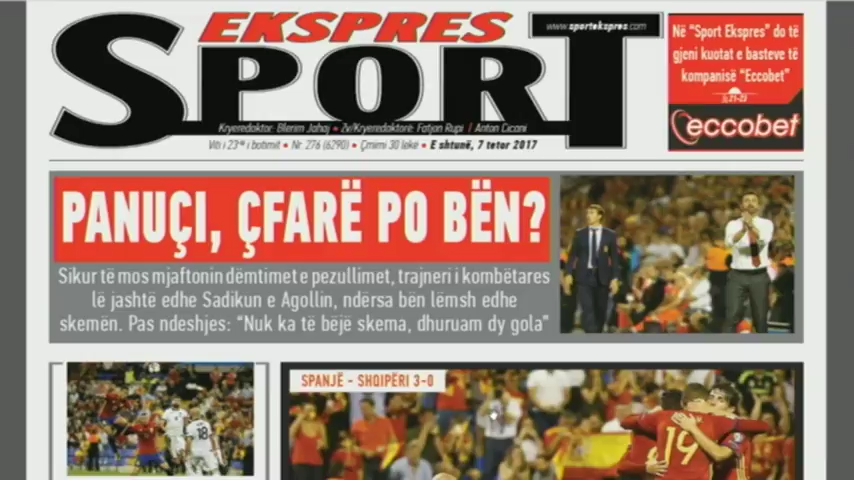 EKSPRES
SPORT
www.sportekspres.com
Kryeredaktor: Blerim Jahaj • Zv/Kryeredaktorë: Fatjon Rupi / Anton Ciconi
Viti i 23-të i botimit • Nr. 276 (6290) • Çmimi 30 lekë • E shtunë, 7 tetor 2017
Në "Sport Ekspres" do të
gjeni kuotat e basteve të
kompanisë "Eccobet"
21-23
eccobet
PANUÇI, ÇFARË PO BËN?
Sikur të mos mjaftonin dëmtimet e pezullimet, trajneri i kombëtares
lë jashtë edhe Sadikun e Agollin, ndërsa bën lëmsh edhe
skemën. Pas ndeshjes: "Nuk ka të bëjë skema, dhuruam dy gola"
SPANJË - SHQIPËRI 3-0
18
19